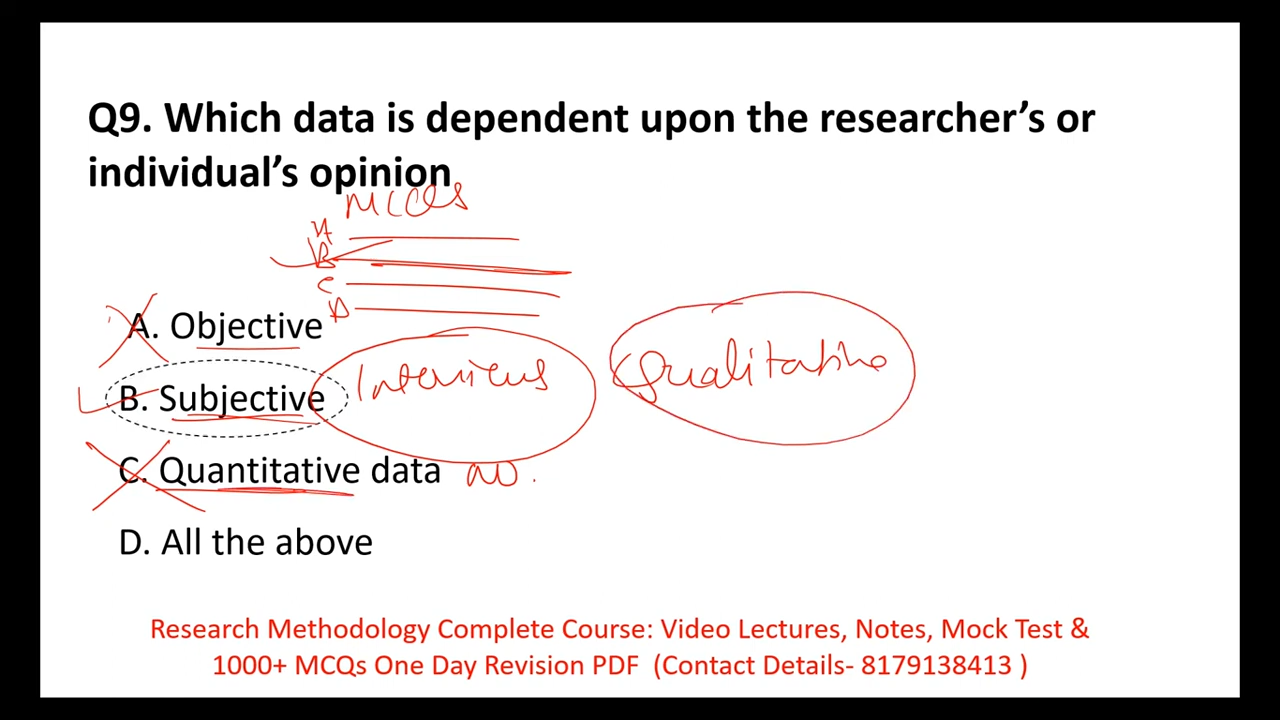 Q9. Which data is dependent upon the researcher’s or
individual’s opinion
MCQs
A
B
C
D
A. Objective
B. Subjective
Interviews
Qualitative
C. Quantitative data
no.
D. All the above
Research Methodology Complete Course: Video Lectures, Notes, Mock Test &
1000+ MCQs One Day Revision PDF (Contact Details- 8179138413 )